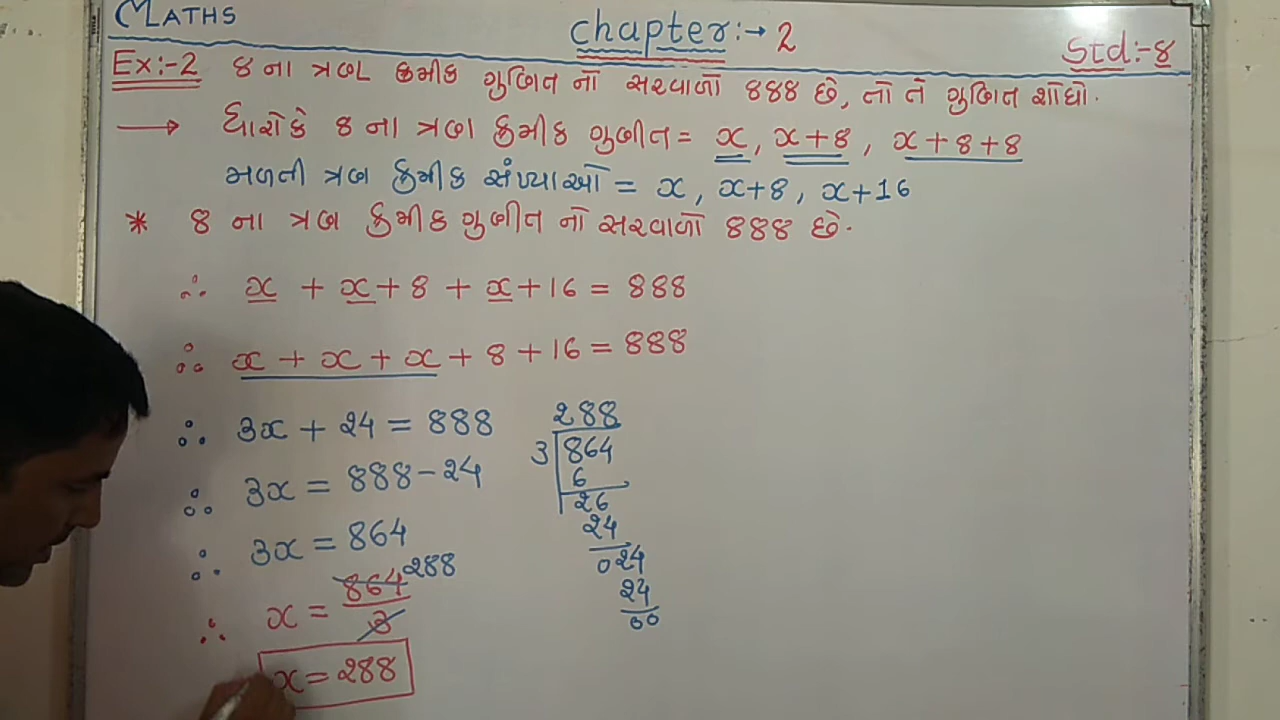 MATHS
Chapter:→ 2
Std:- 8
Ex:-2 8 ના ત્રણ ક્રમીક ગુણિત નો સરવાળો 888 છે, તો તે ગુણિત શોધો.
→ ધારોકે 8 ના ત્રણ ક્રમીક ગુણીત = x, x+8, x+8+8
મળતી ત્રણ ક્રમીક સંખ્યાઓ = x, x+8, x+16
* 8 ના ત્રણ ક્રમીક ગુણીત નો સરવાળો 888 છે.
∴ x + x+8 + x+16 = 888
∴ x + x + x + 8 + 16 = 888
∴ 3x + 24 = 888
∴ 3x = 888 - 24
∴ 3x = 864
∴ x = 864/3 288
x = 288
288
3 864
6
26
24
024
24
00